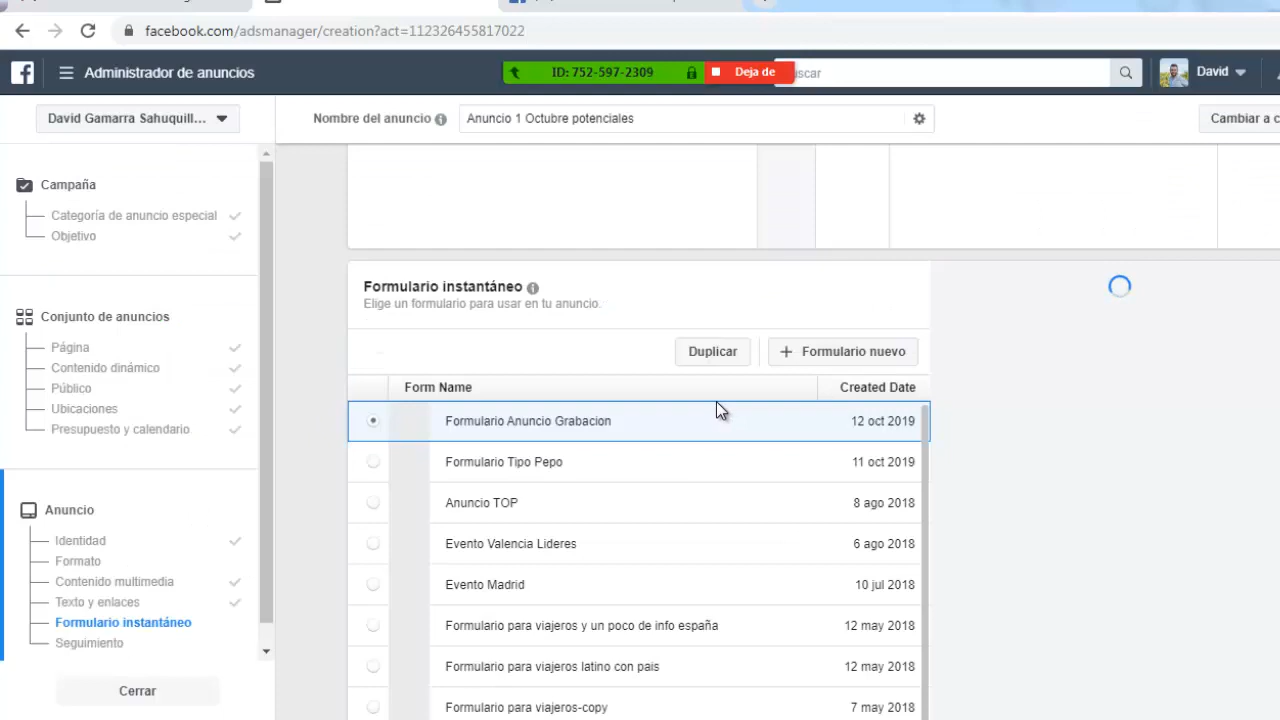 facebook.com/adsmanager/creation?act=112326455817022
Administrador de anuncios
ID: 752-597-2309
Deja de
uscar
David
David Gamarra Sahuquill...
Nombre del anuncio
Anuncio 1 Octubre potenciales
Cambiar a c
Campaña
Categoría de anuncio especial
Objetivo
Conjunto de anuncios
Página
Contenido dinámico
Público
Ubicaciones
Presupuesto y calendario
Anuncio
Identidad
Formato
Contenido multimedia
Texto y enlaces
Formulario instantáneo
Seguimiento
Cerrar
Formulario instantáneo
Elige un formulario para usar en tu anuncio.
Duplicar
+ Formulario nuevo
Form Name Created Date
Formulario Anuncio Grabacion 12 oct 2019
Formulario Tipo Pepo 11 oct 2019
Anuncio TOP 8 ago 2018
Evento Valencia Lideres 6 ago 2018
Evento Madrid 10 jul 2018
Formulario para viajeros y un poco de info españa 12 may 2018
Formulario para viajeros latino con pais 12 may 2018
Formulario para viajeros-copy 7 may 2018